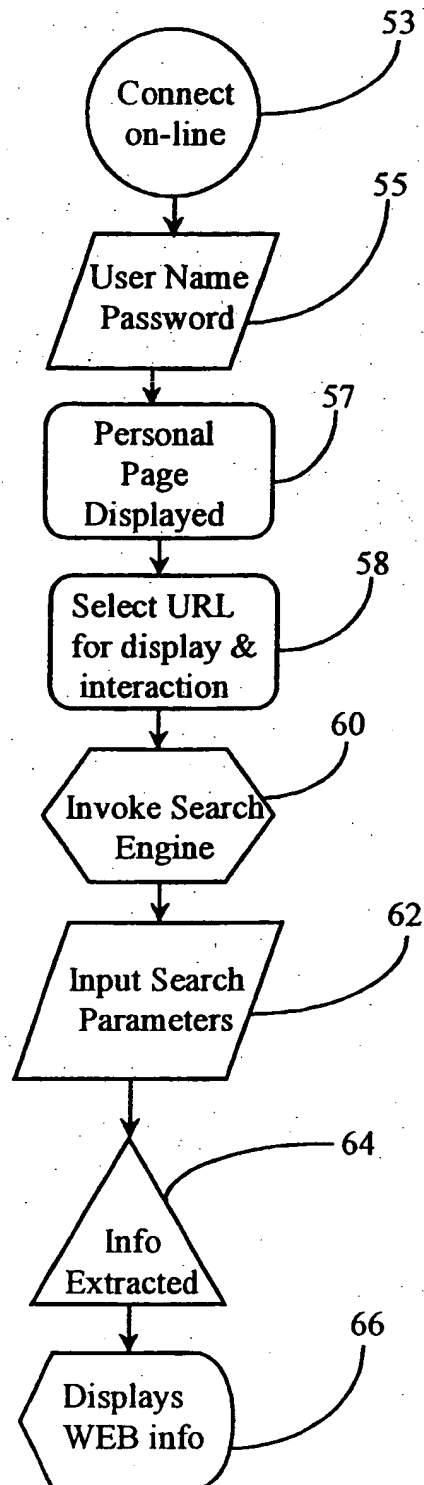 53
Connect
on-line
55
User Name
Password
57
Personal
Page
Displayed
58
Select URL
for display &
interaction
60
Invoke Search
Engine
62
Input Search
Parameters
64
Info
Extracted
66
Displays
WEB info